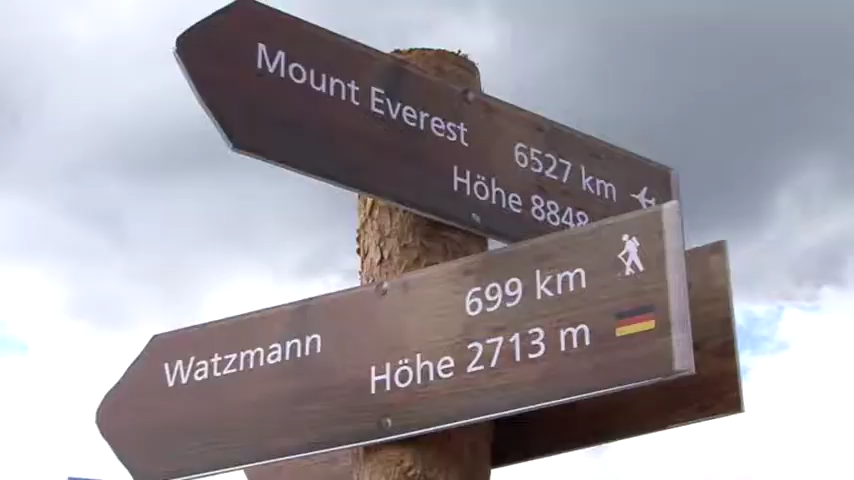 Mount Everest
6527 km
Höhe 8848
Watzmann
699 km
Höhe 2713 m